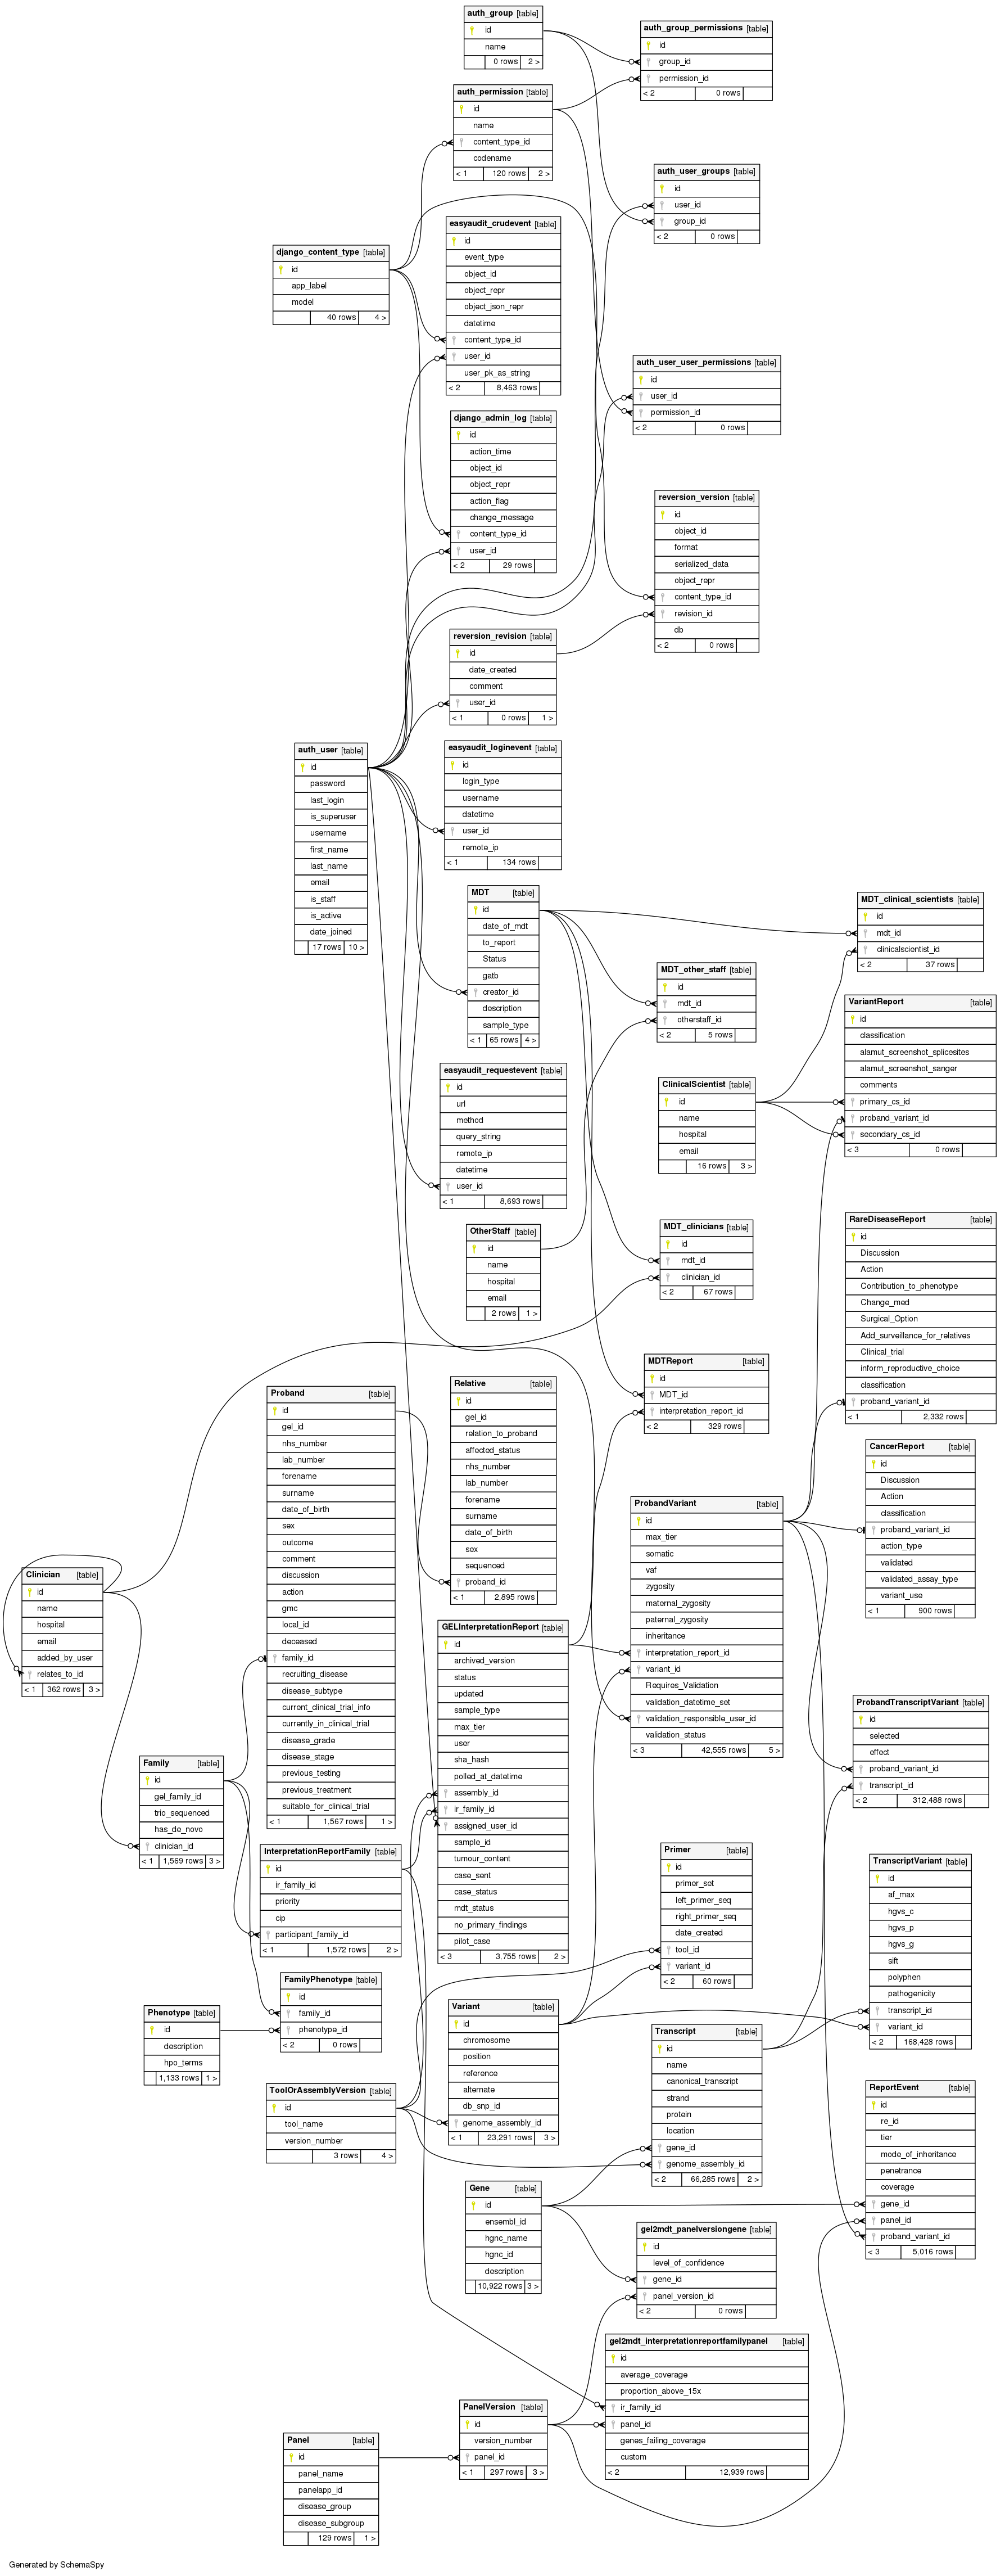 auth_group [table]
id
name
0 rows 2 >
auth_group_permissions [table]
id
group_id
permission_id
< 2 0 rows
auth_permission [table]
id
name
content_type_id
codename
< 1 120 rows 2 >
auth_user_groups [table]
id
user_id
group_id
< 2 0 rows
easyaudit_crudevent [table]
id
event_type
object_id
object_repr
object_json_repr
datetime
content_type_id
user_id
user_pk_as_string
< 2 8,463 rows
django_content_type [table]
id
app_label
model
40 rows 4 >
auth_user_user_permissions [table]
id
user_id
permission_id
< 2 0 rows
django_admin_log [table]
id
action_time
object_id
object_repr
action_flag
change_message
content_type_id
user_id
< 2 29 rows
reversion_version [table]
id
object_id
format
serialized_data
object_repr
content_type_id
revision_id
db
< 2 0 rows
reversion_revision [table]
id
date_created
comment
user_id
< 1 0 rows 1 >
auth_user [table]
id
password
last_login
is_superuser
username
first_name
last_name
email
is_staff
is_active
date_joined
17 rows 10 >
easyaudit_loginevent [table]
id
login_type
username
datetime
user_id
remote_ip
< 1 134 rows
MDT [table]
id
date_of_mdt
to_report
Status
gatb
creator_id
description
sample_type
< 1 65 rows 4 >
MDT_clinical_scientists [table]
id
mdt_id
clinicalscientist_id
< 2 37 rows
MDT_other_staff [table]
id
mdt_id
otherstaff_id
< 2 5 rows
VariantReport [table]
id
classification
alamut_screenshot_splicesites
alamut_screenshot_sanger
comments
primary_cs_id
proband_variant_id
secondary_cs_id
< 3 0 rows
easyaudit_requestevent [table]
id
url
method
query_string
remote_ip
datetime
user_id
< 1 8,693 rows
ClinicalScientist [table]
id
name
hospital
email
16 rows 3 >
OtherStaff [table]
id
name
hospital
email
2 rows 1 >
MDT_clinicians [table]
id
mdt_id
clinician_id
< 2 67 rows
RareDiseaseReport [table]
id
Discussion
Action
Contribution_to_phenotype
Change_med
Surgical_Option
Add_surveillance_for_relatives
Clinical_trial
inform_reproductive_choice
classification
proband_variant_id
< 1 2,332 rows
MDTReport [table]
id
MDT_id
interpretation_report_id
< 2 329 rows
Proband [table]
id
gel_id
nhs_number
lab_number
forename
surname
date_of_birth
sex
outcome
comment
discussion
action
gmc
local_id
deceased
family_id
recruiting_disease
disease_subtype
current_clinical_trial_info
currently_in_clinical_trial
disease_grade
disease_stage
previous_testing
previous_treatment
suitable_for_clinical_trial
< 1 1,567 rows 1 >
Relative [table]
id
gel_id
relation_to_proband
affected_status
nhs_number
lab_number
forename
surname
date_of_birth
sex
sequenced
proband_id
< 1 2,895 rows
CancerReport [table]
id
Discussion
Action
classification
proband_variant_id
action_type
validated
validated_assay_type
variant_use
< 1 900 rows
ProbandVariant [table]
id
max_tier
somatic
vaf
zygosity
maternal_zygosity
paternal_zygosity
inheritance
interpretation_report_id
variant_id
Requires_Validation
validation_datetime_set
validation_responsible_user_id
validation_status
< 3 42,555 rows 5 >
Clinician [table]
id
name
hospital
email
added_by_user
relates_to_id
< 1 362 rows 3 >
GELInterpretationReport [table]
id
archived_version
status
updated
sample_type
max_tier
user
sha_hash
polled_at_datetime
assembly_id
ir_family_id
assigned_user_id
sample_id
tumour_content
case_sent
case_status
mdt_status
no_primary_findings
pilot_case
< 3 3,755 rows 2 >
ProbandTranscriptVariant [table]
id
selected
effect
proband_variant_id
transcript_id
< 2 312,488 rows
Family [table]
id
gel_family_id
trio_sequenced
has_de_novo
clinician_id
< 1 1,569 rows 3 >
InterpretationReportFamily [table]
id
ir_family_id
priority
cip
participant_family_id
< 1 1,572 rows 2 >
Primer [table]
id
primer_set
left_primer_seq
right_primer_seq
date_created
tool_id
variant_id
< 2 60 rows
TranscriptVariant [table]
id
af_max
hgvs_c
hgvs_p
hgvs_g
sift
polyphen
pathogenicity
transcript_id
variant_id
< 2 168,428 rows
FamilyPhenotype [table]
id
family_id
phenotype_id
< 2 0 rows
Phenotype [table]
id
description
hpo_terms
1,133 rows 1 >
Variant [table]
id
chromosome
position
reference
alternate
db_snp_id
genome_assembly_id
< 1 23,291 rows 3 >
Transcript [table]
id
name
canonical_transcript
strand
protein
location
gene_id
genome_assembly_id
< 2 66,285 rows 2 >
ToolOrAssemblyVersion [table]
id
tool_name
version_number
3 rows 4 >
ReportEvent [table]
id
re_id
tier
mode_of_inheritance
penetrance
coverage
gene_id
panel_id
proband_variant_id
< 3 5,016 rows
Gene [table]
id
ensembl_id
hgnc_name
hgnc_id
description
10,922 rows 3 >
gel2mdt_panelversiongene [table]
id
level_of_confidence
gene_id
panel_version_id
< 2 0 rows
gel2mdt_interpretationreportfamilypanel [table]
id
average_coverage
proportion_above_15x
ir_family_id
panel_id
genes_failing_coverage
custom
< 2 12,939 rows
PanelVersion [table]
id
version_number
panel_id
< 1 297 rows 3 >
Panel [table]
id
panel_name
panelapp_id
disease_group
disease_subgroup
129 rows 1 >
Generated by SchemaSpy